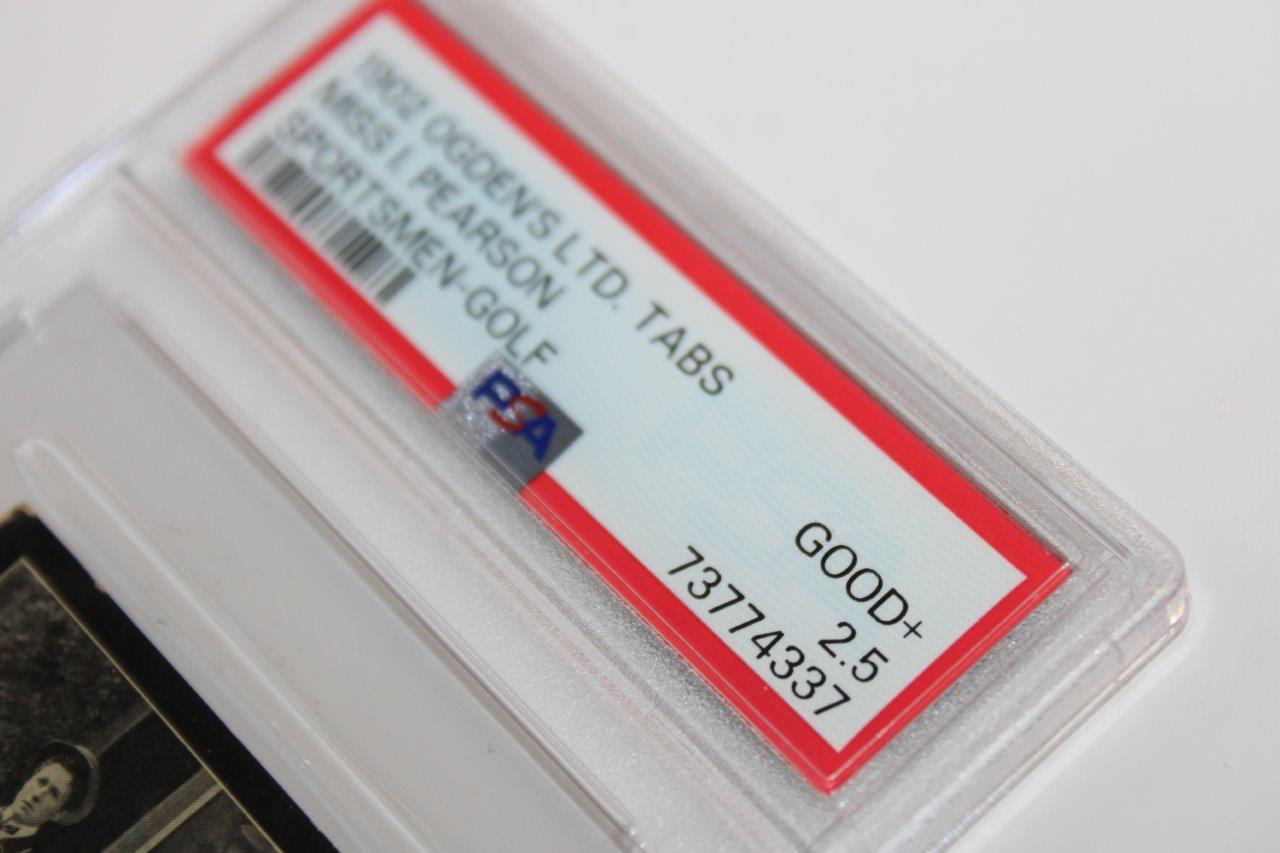 1902 OGDEN'S LTD. TABS
MISS I. PEARSON
SPORTSMEN-GOLF
PSA
GOOD+
2.5
73774337